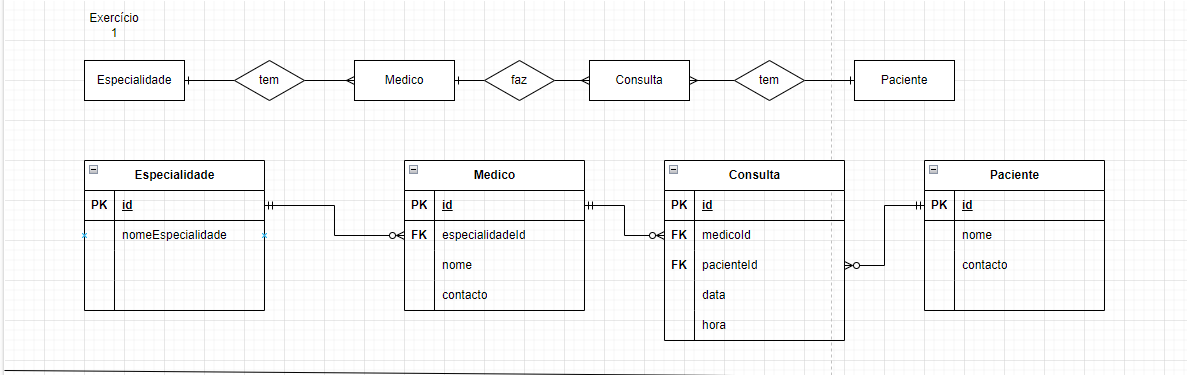 Exercício
1
Especialidade
tem
Medico
faz
Consulta
tem
Paciente
Especialidade
PK id
nomeEspecialidade
Medico
PK id
FK especialidadeId
nome
contacto
Consulta
PK id
FK medicoId
FK pacienteId
data
hora
Paciente
PK id
nome
contacto